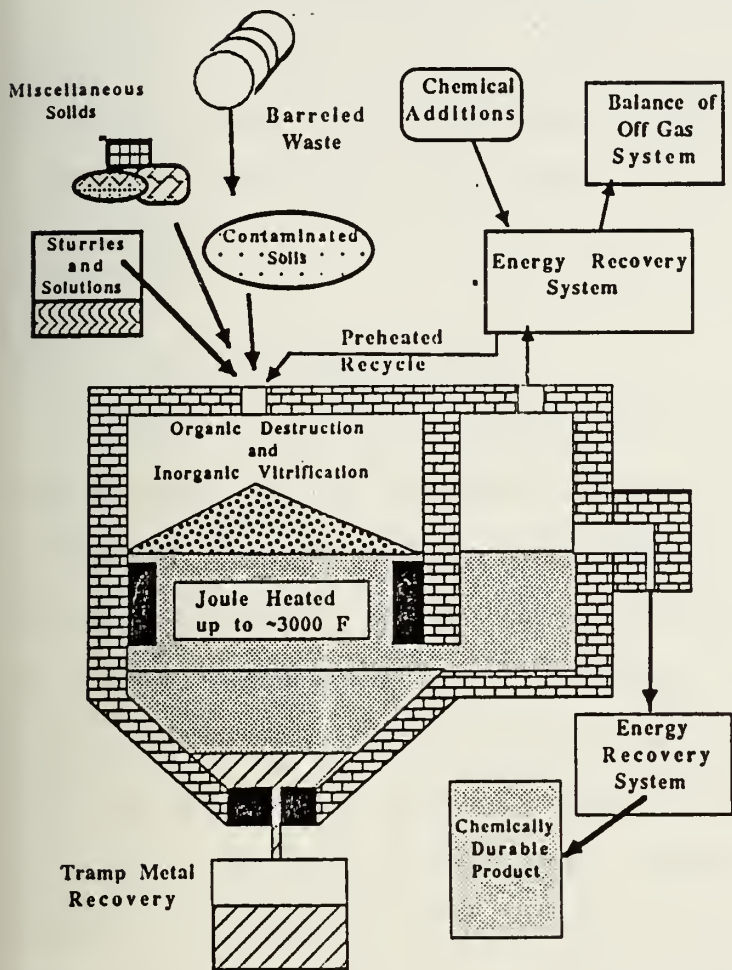 Miscellaneous
Solids
Barreled
Waste
Chemical
Additions
Balance of
Off Gas
System
Sturries
and
Solutions
Contaminated
Soils
Energy Recovery
System
Preheated
Recycle
Organic Destruction
and
Inorganic Vitrification
Joule Heated
up to ~3000 F
Energy
Recovery
System
Chemically
Durable
Product
Tramp Metal
Recovery